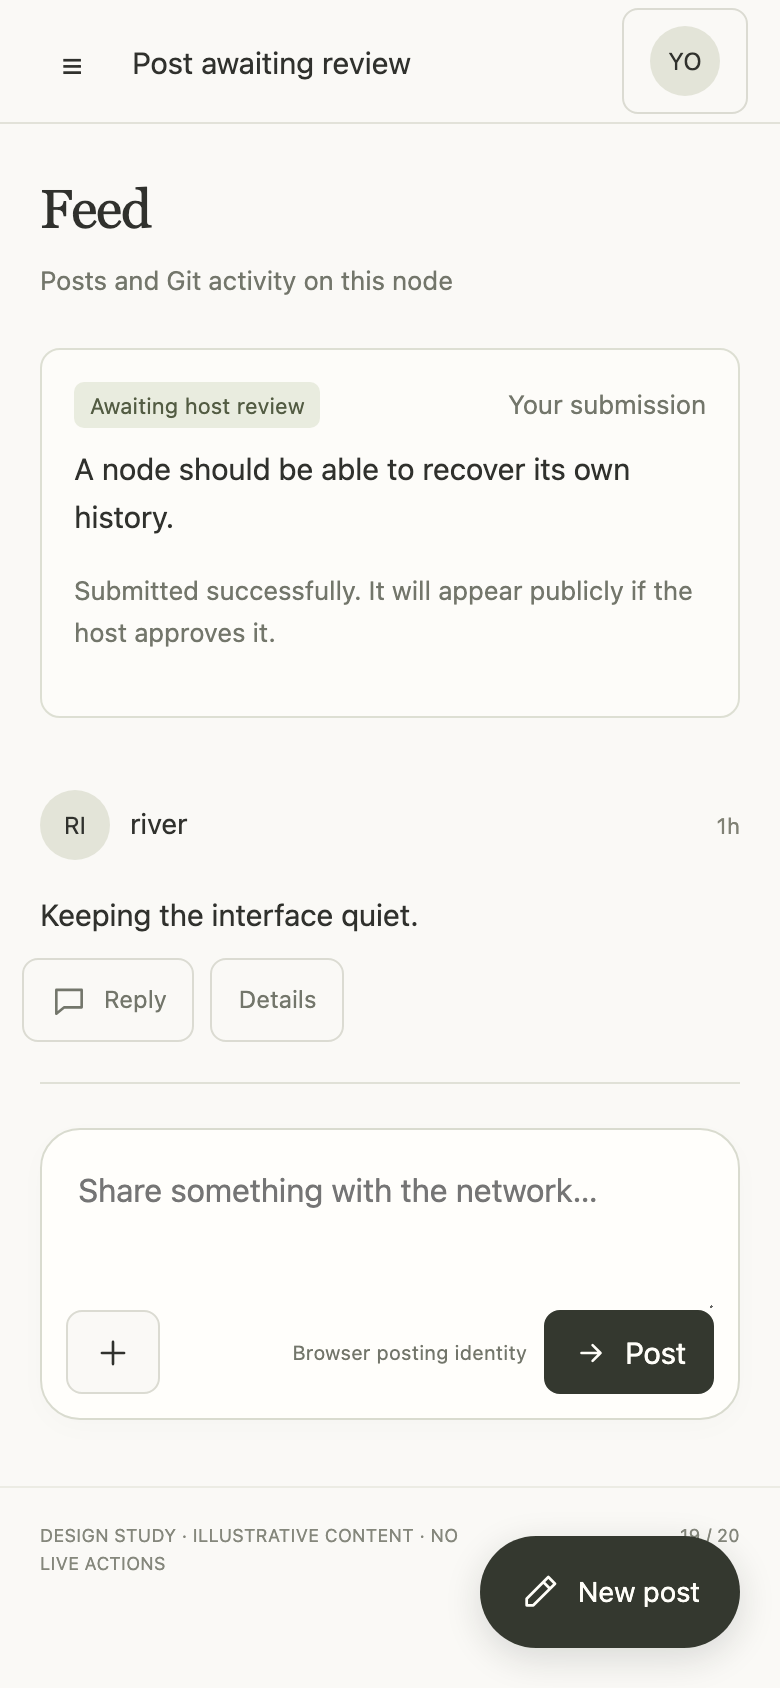 Post awaiting review
YO
Feed
Posts and Git activity on this node
Awaiting host review
Your submission
A node should be able to recover its own
history.
Submitted successfully. It will appear publicly if the
host approves it.
RI
river
1h
Keeping the interface quiet.
Reply
Details
Share something with the network...
Browser posting identity
Post
DESIGN STUDY · ILLUSTRATIVE CONTENT · NO
LIVE ACTIONS
19 / 20
New post